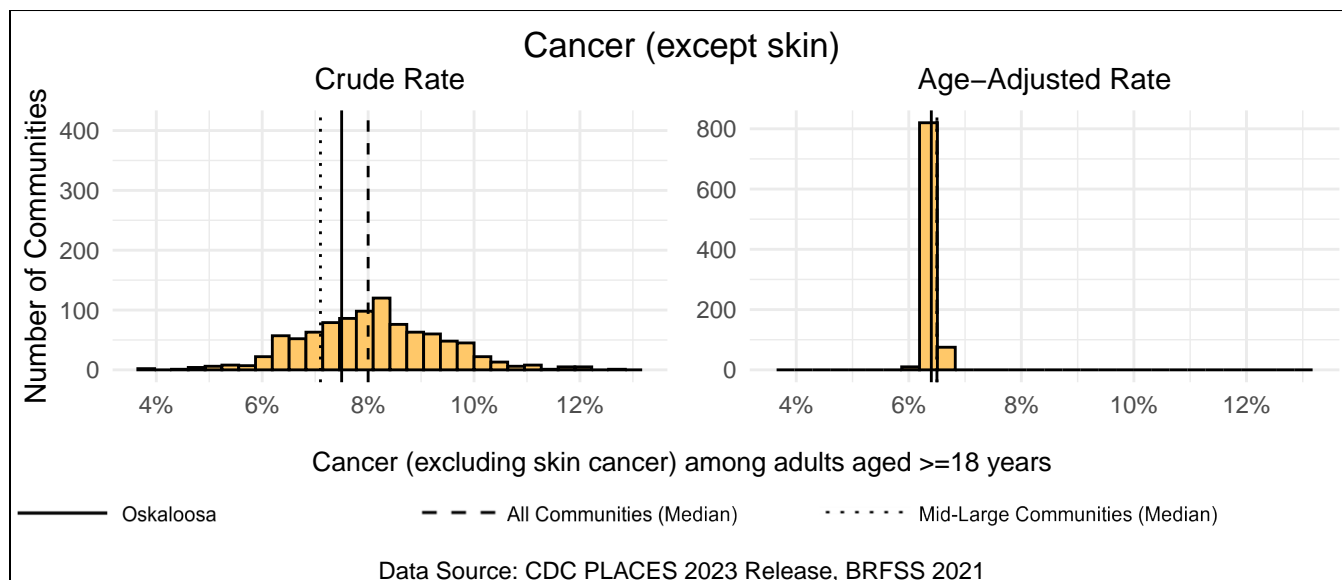 Cancer (except skin)
Crude Rate
Age−Adjusted Rate
Number of Communities
400
300
200
100
0
4%
6%
8%
10%
12%
800
600
400
200
0
4%
6%
8%
10%
12%
Cancer (excluding skin cancer) among adults aged >=18 years
Oskaloosa
All Communities (Median)
Mid-Large Communities (Median)
Data Source: CDC PLACES 2023 Release, BRFSS 2021